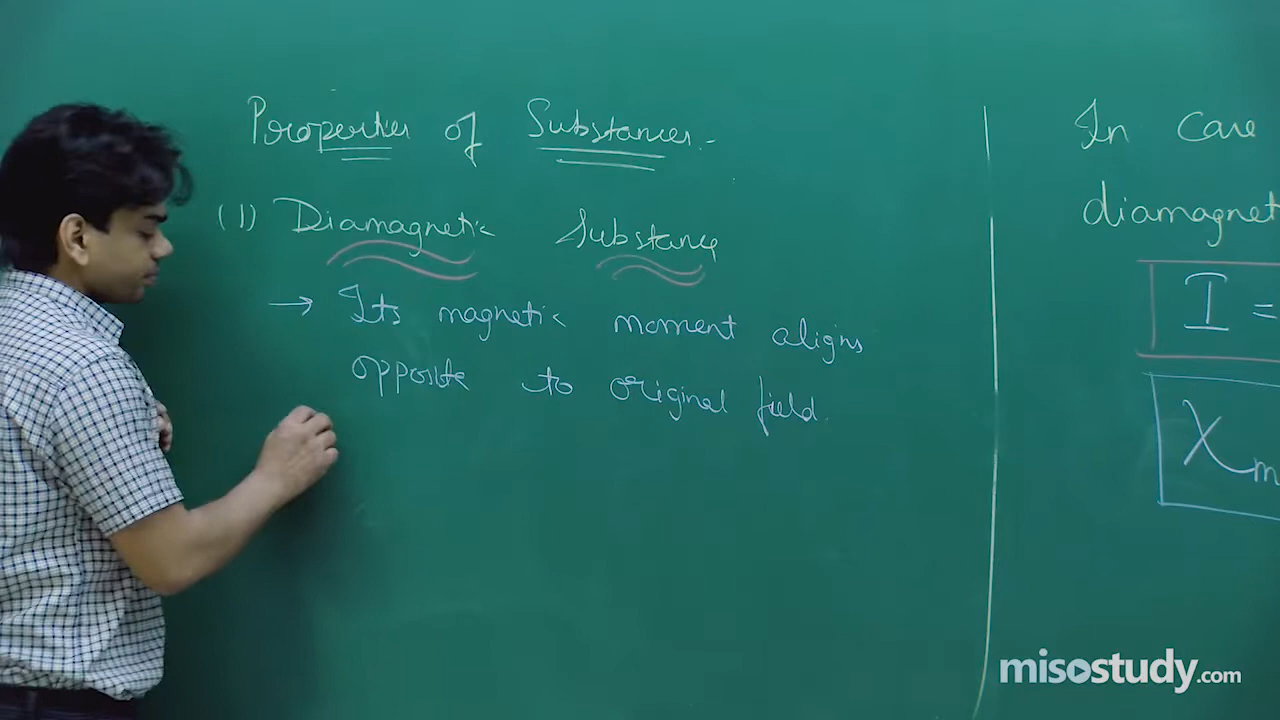 Properties of Substances.-
(1) Diamagnetic Substance
→ Its magnetic moment aligns
opposite to original field.
In Case
diamagnet
I =
χm
misostudy.com